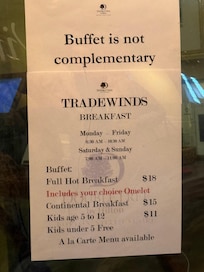 Buffet is not
complementary
TRADEWINDS
BREAKFAST
Monday - Friday
Saturday & Sunday
Buffet:
Full Hot Breakfast $18
Includes your choice Omelet
Continental Breakfast $15
Kids age 5 to 12 $11
Kids under 5 Free
A la Carte Menu available